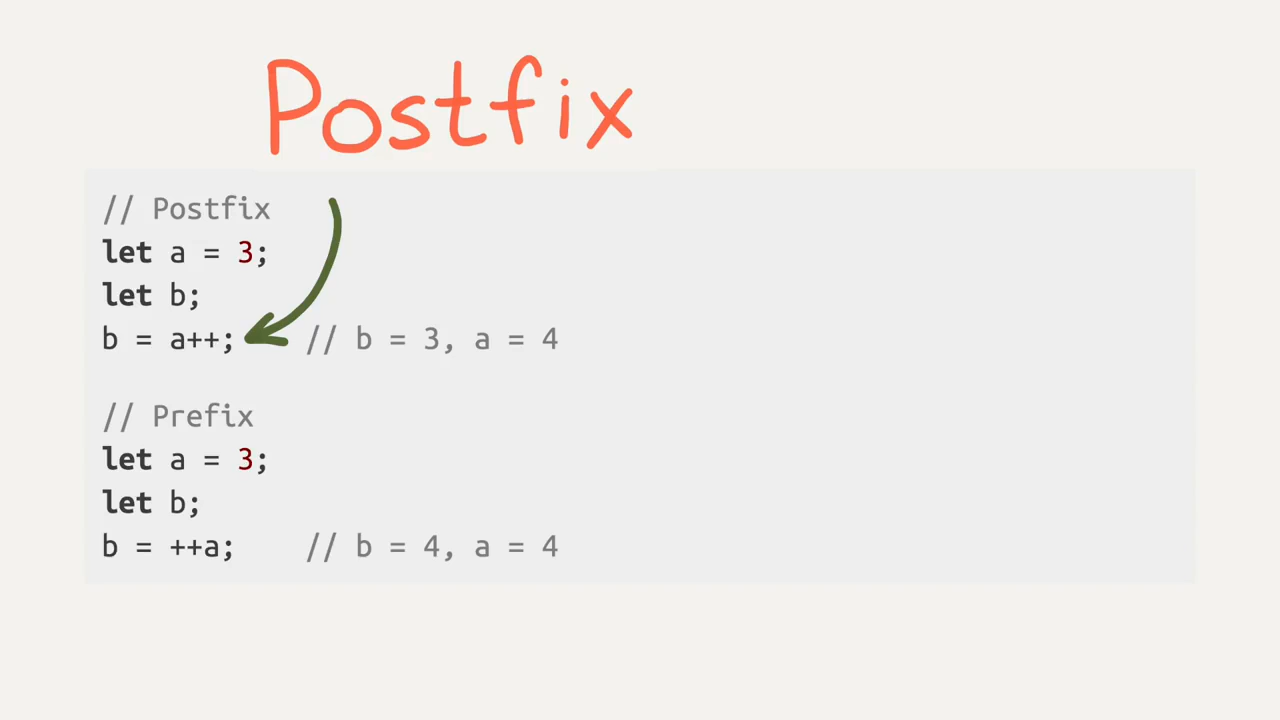 Postfix
// Postfix
let a = 3;
let b;
b = a++; // b = 3, a = 4
// Prefix
let a = 3;
let b;
b = ++a; // b = 4, a = 4